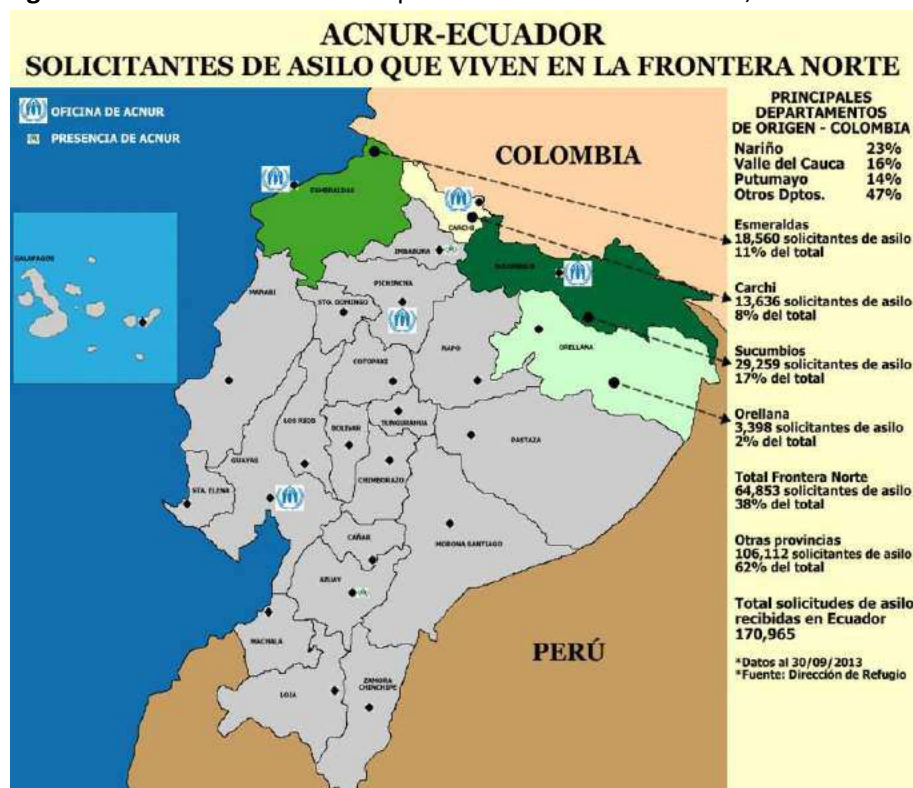 ACNUR-ECUADOR
SOLICITANTES DE ASILO QUE VIVEN EN LA FRONTERA NORTE
OFICINA DE ACNUR
PRESENCIA DE ACNUR
COLOMBIA
PERÚ
GALAPAGOS
ESMERALDAS
CARCHI
IMBABURA
SUCUMBIOS
MANABI
STO. DOMINGO
PICHINCHA
NAPO
ORELLANA
COTOPAXI
LOS RIOS
BOLIVAR
TUNGURAHUA
PASTAZA
GUAYAS
CHIMBORAZO
STA. ELENA
CAÑAR
MORONA SANTIAGO
AZUAY
MACHALA
LOJA
ZAMORA
CHINCHIPE
PRINCIPALES
DEPARTAMENTOS
DE ORIGEN - COLOMBIA
Nariño 23%
Valle del Cauca 16%
Putumayo 14%
Otros Dptos. 47%
Esmeraldas
18,560 solicitantes de asilo
11% del total
Carchi
13,636 solicitantes de asilo
8% del total
Sucumbios
29,259 solicitantes de asilo
17% del total
Orellana
3,398 solicitantes de asilo
2% del total
Total Frontera Norte
64,853 solicitantes de asilo
38% del total
Otras provincias
106,112 solicitantes de asilo
62% del total
Total solicitudes de asilo
recibidas en Ecuador
170,965
*Datos al 30/09/2013
*Fuente: Dirección de Refugio